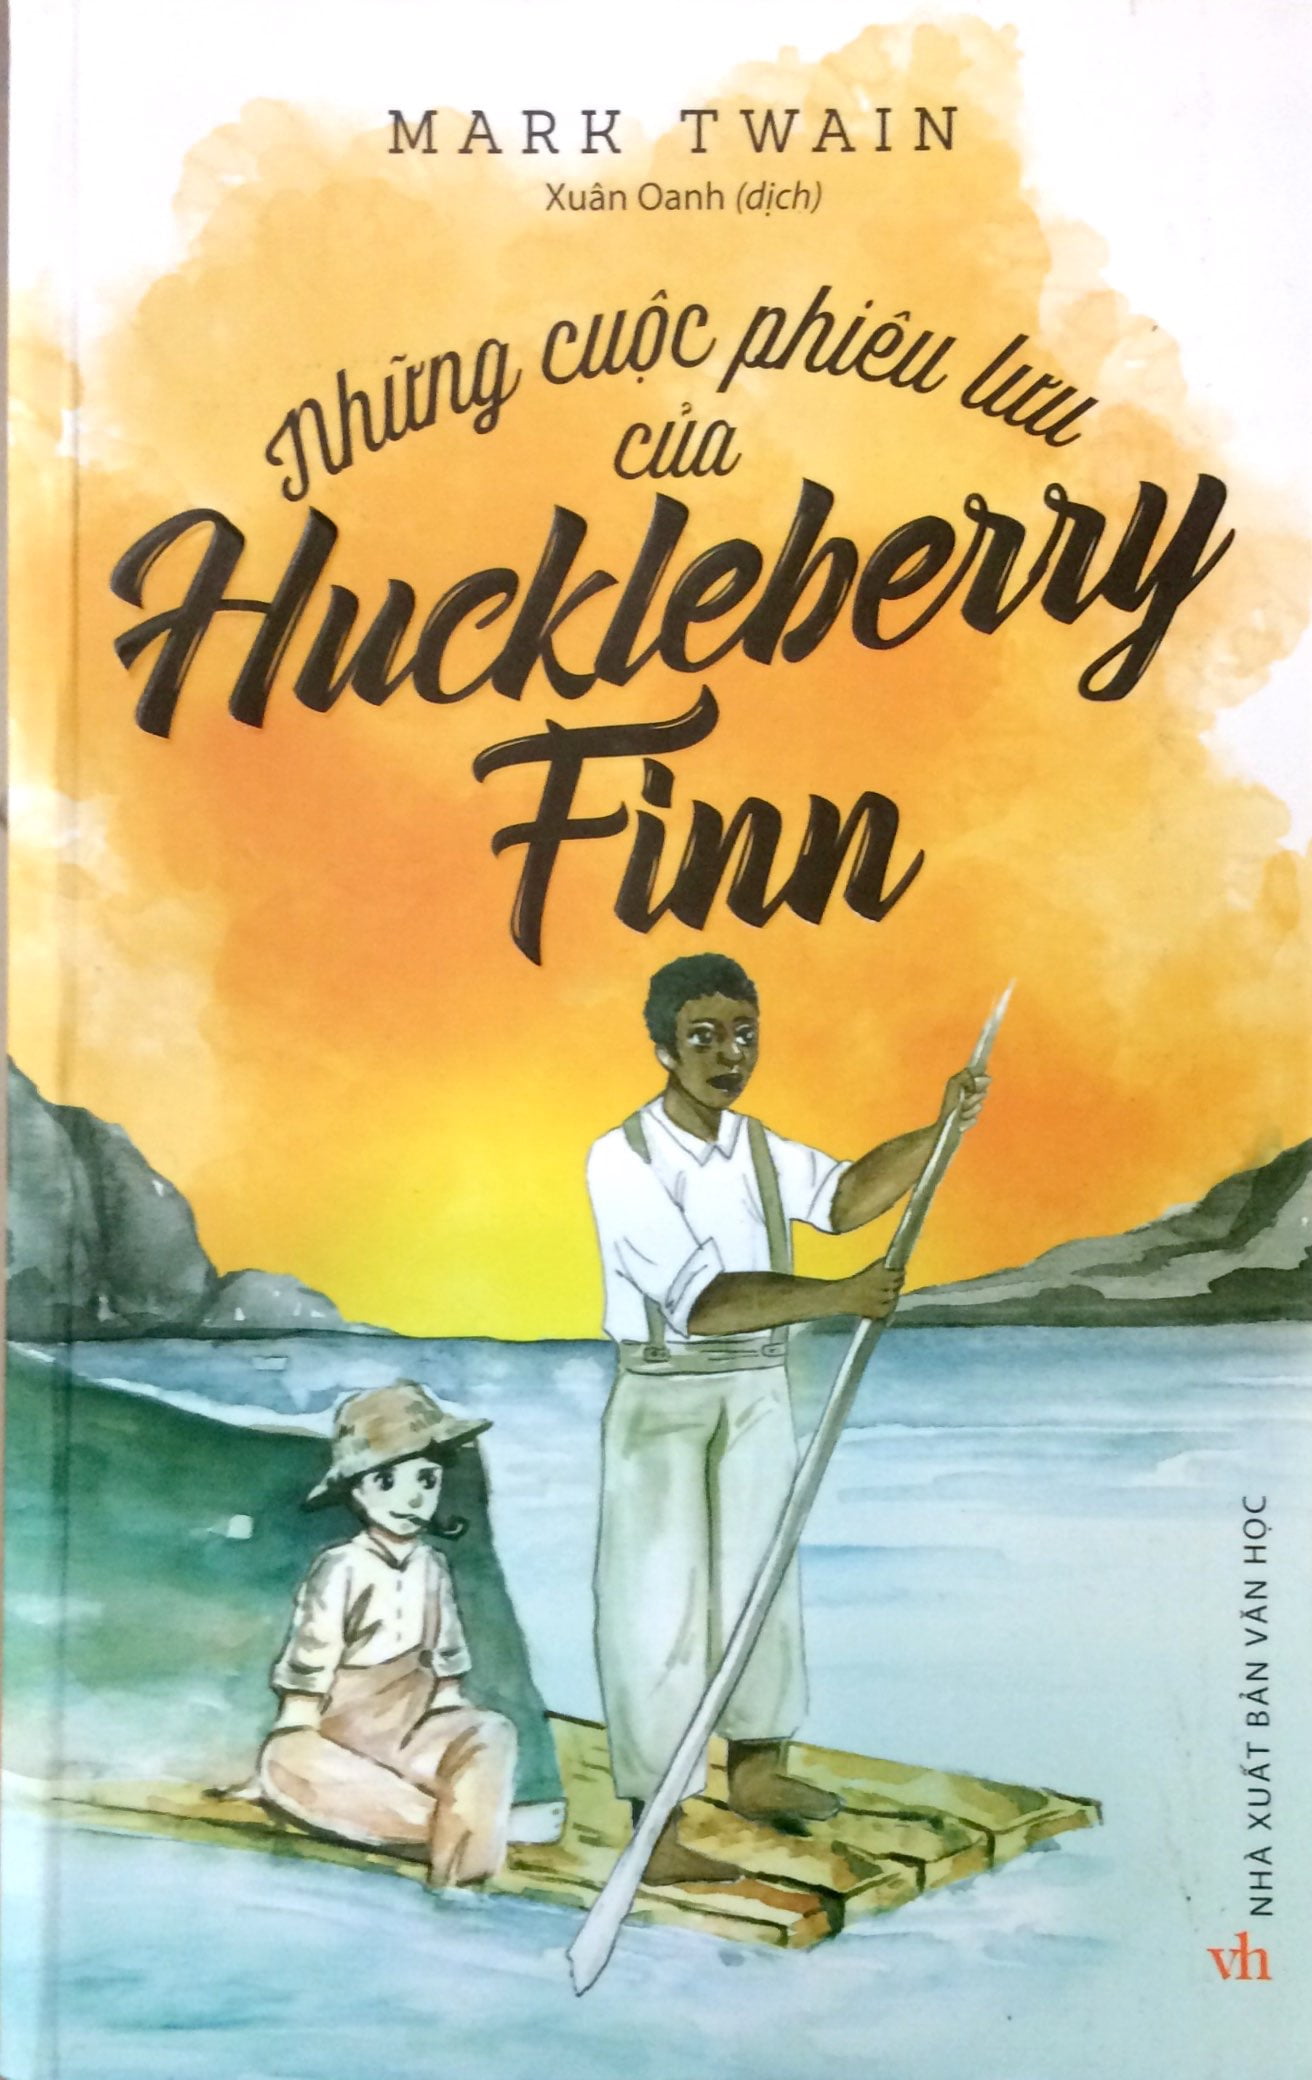 MARK TWAIN
Xuân Oanh (dịch)
Những cuộc phiêu lưu
của
Huckleberry
Finn
NHÀ XUẤT BẢN VĂN HỌC
vh